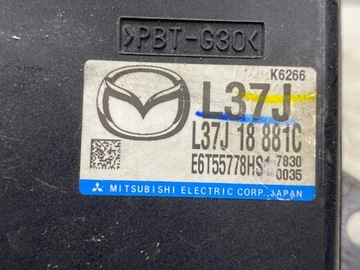 >PBT-G30<
K6266
L37J
L37J 18 881C
E6T55778HS 7830
0035
MITSUBISHI ELECTRIC CORP. JAPAN